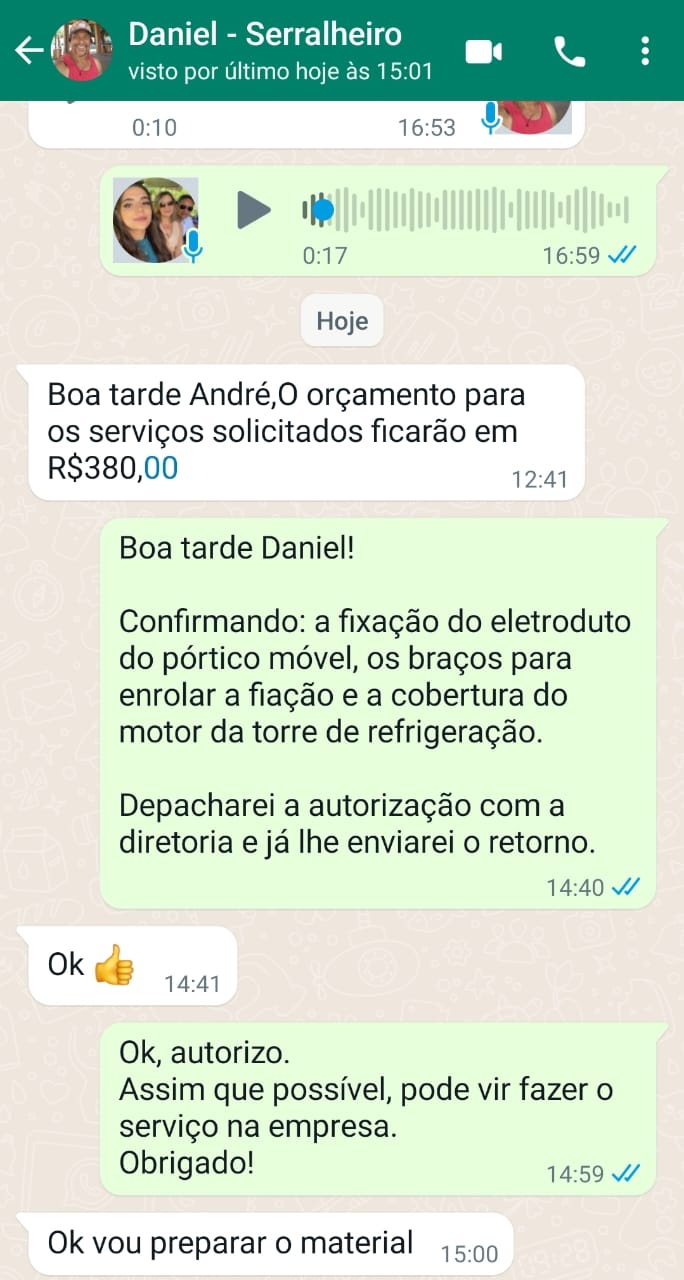 Daniel - Serralheiro
visto por último hoje às 15:01
0:10
16:53
0:17
16:59
Hoje
Boa tarde André,O orçamento para
os serviços solicitados ficarão em
R$380,00
12:41
Boa tarde Daniel!
Confirmando: a fixação do eletroduto
do pórtico móvel, os braços para
enrolar a fiação e a cobertura do
motor da torre de refrigeração.
Depacharei a autorização com a
diretoria e já lhe enviarei o retorno.
14:40
Ok 👍
14:41
Ok, autorizo.
Assim que possível, pode vir fazer o
serviço na empresa.
Obrigado!
14:59
Ok vou preparar o material
15:00